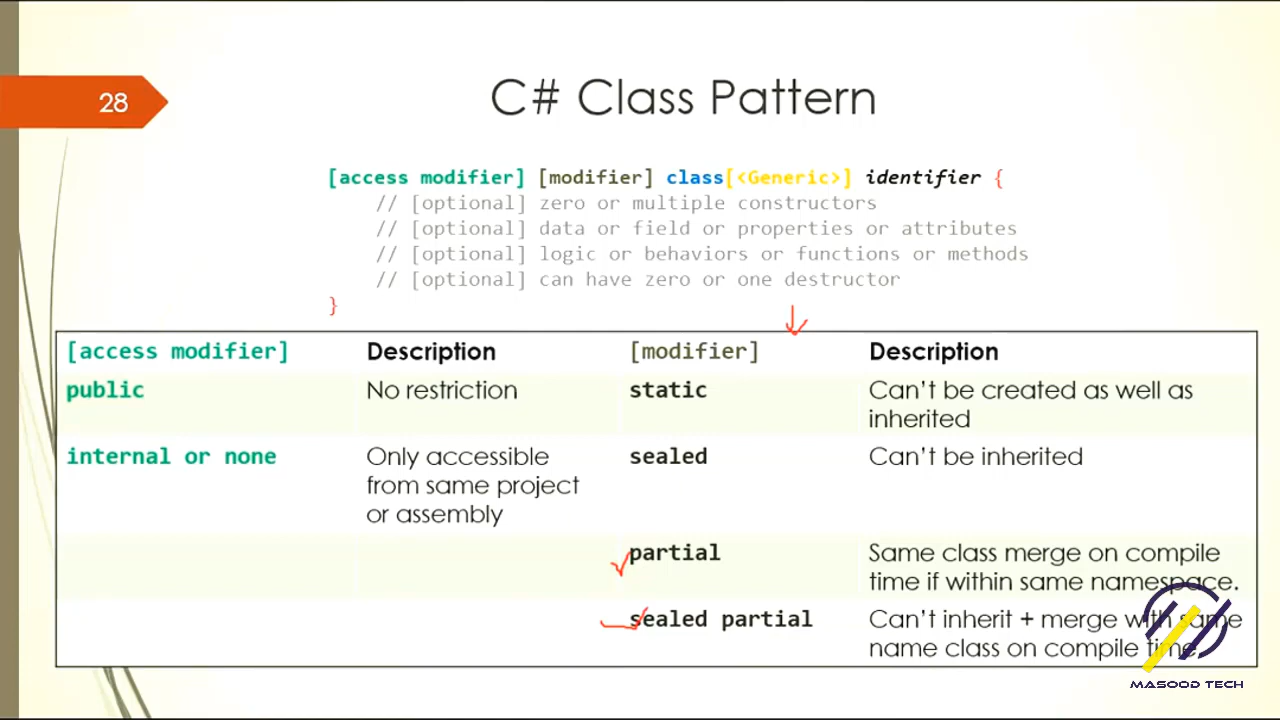 28
C# Class Pattern
[access modifier] [modifier] class[<Generic>] identifier {
// [optional] zero or multiple constructors
// [optional] data or field or properties or attributes
// [optional] logic or behaviors or functions or methods
// [optional] can have zero or one destructor
}
[access modifier] Description [modifier] Description
public No restriction static Can't be created as well as
inherited
internal or none Only accessible sealed Can't be inherited
from same project
or assembly
partial Same class merge on compile
time if within same namespace.
sealed partial Can't inherit + merge with same
name class on compile time.
MASOOD TECH